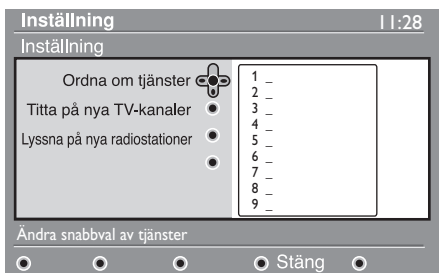 Inställning 11:28
Inställning
Ordna om tjänster
Titta på nya TV-kanaler
Lyssna på nya radiostationer
1 _
2 _
3 _
4 _
5 _
6 _
7 _
8 _
9 _
Ändra snabbval av tjänster
Stäng